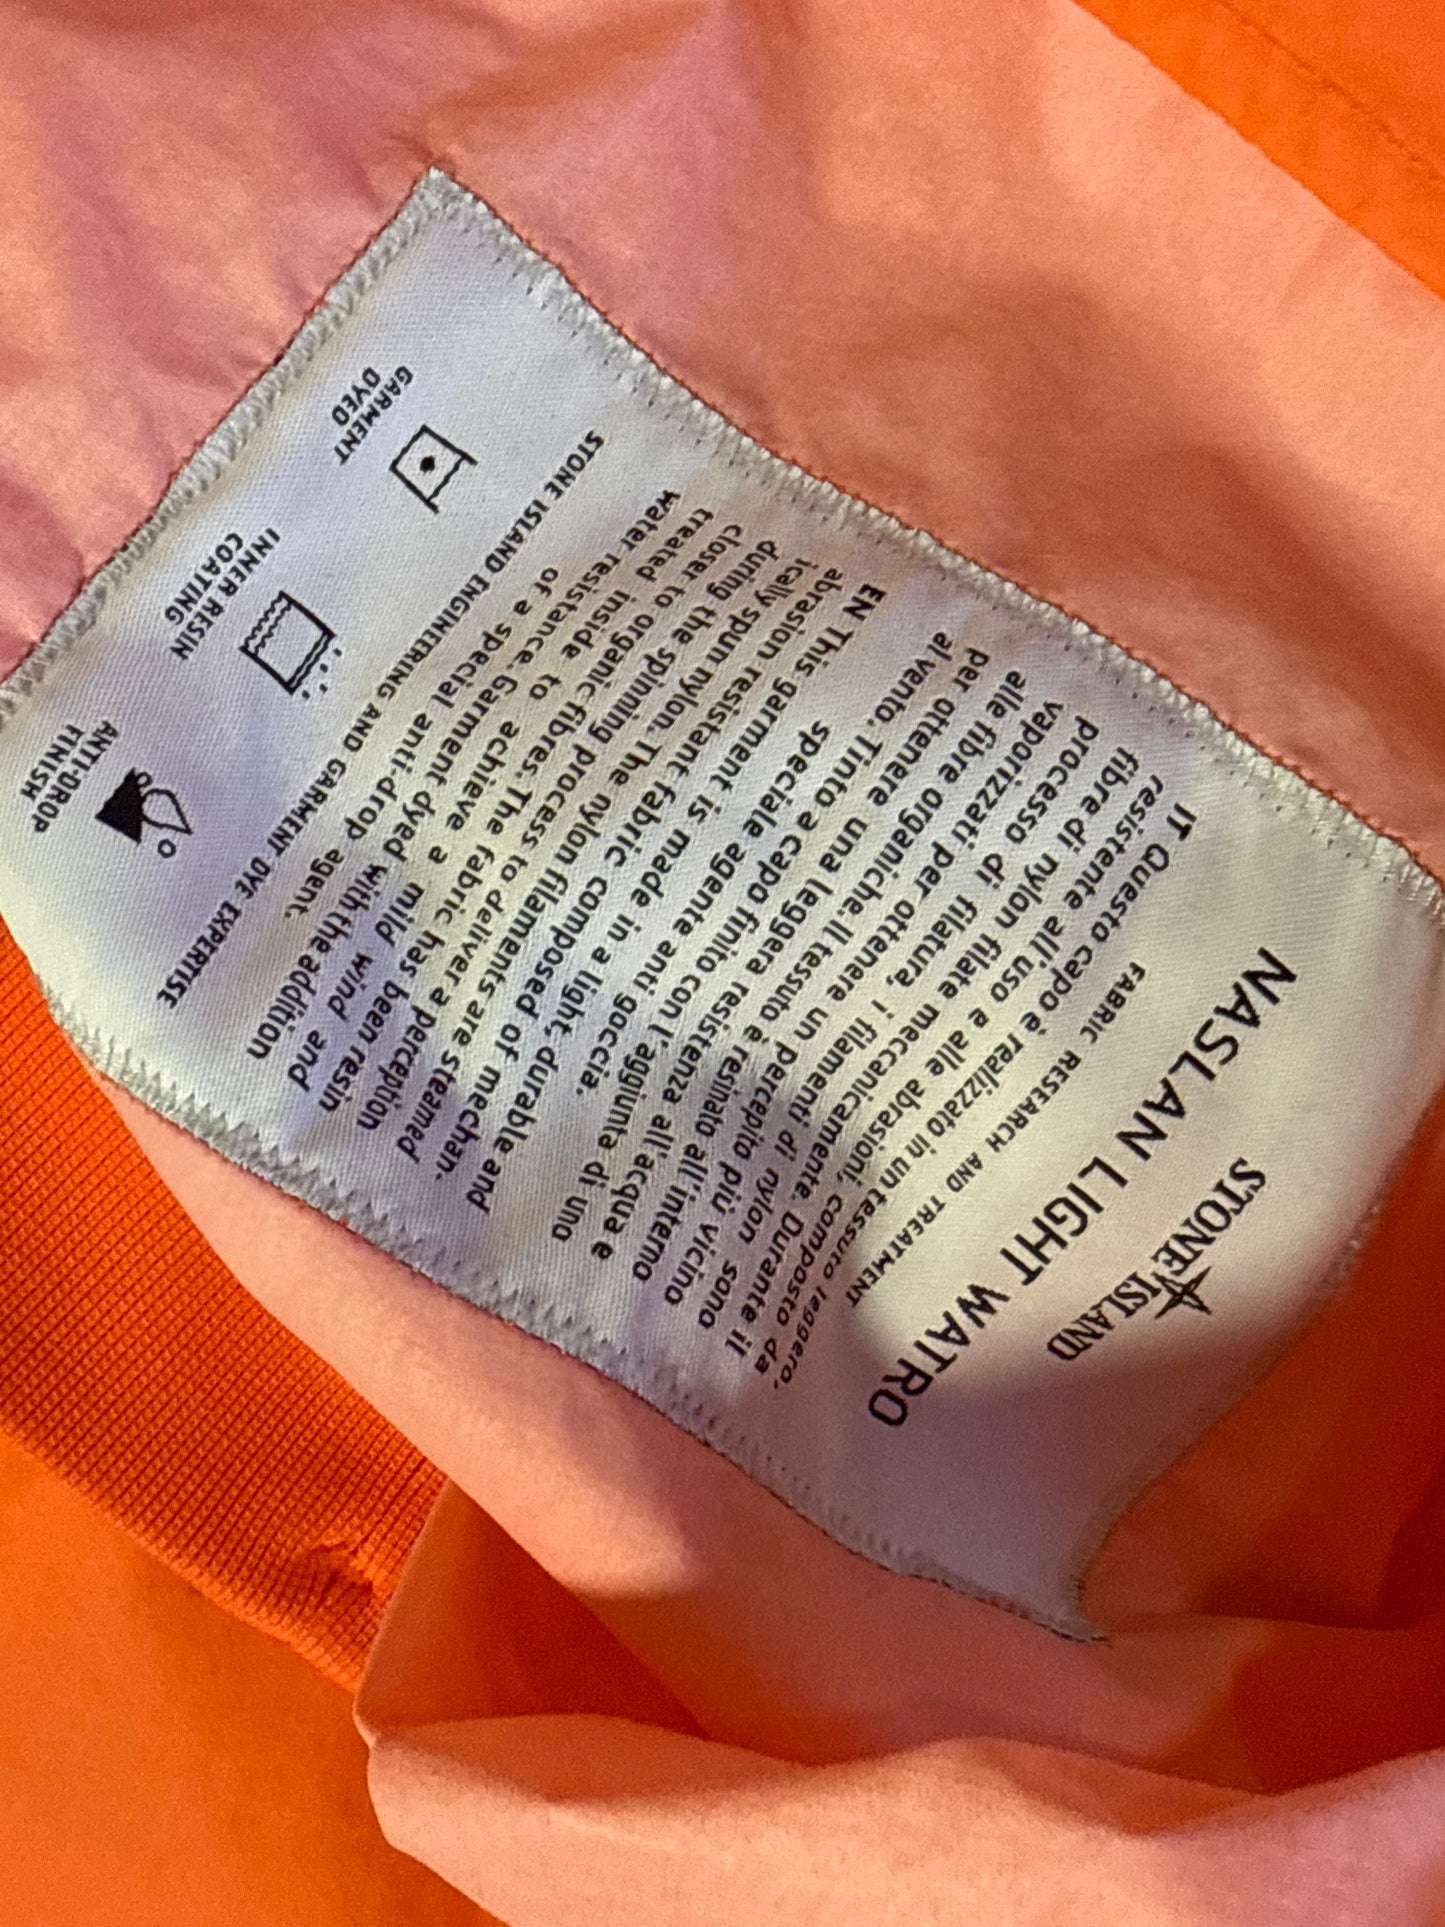 STONE
ISLAND
NASLAN LIGHT WATRO
FABRIC RESEARCH AND TREATMENT
IT Questo capo è realizzato in un tessuto leggero,
resistente all'uso e alle abrasioni, composto da
fibre di nylon filate meccanicamente. Durante il
processo di filatura, i filamenti di nylon sono
vaporizzati per ottenere un percepito più vicino
alle fibre organiche. Il tessuto è resinato all'interno
per ottenere una leggera resistenza all'acqua e
al vento. Tinto a capo finito con l'aggiunta di uno
speciale agente anti goccia.
EN This garment is made in a light, durable and
abrasion resistant fabric composed of mechan-
ically spun nylon. The nylon filaments are steamed
during the spinning process to deliver a perception
closer to organic fibres. The fabric has been resin
treated inside to achieve a mild wind and
water resistance. Garment dyed with the addition
of a special anti-drop agent.
STONE ISLAND ENGINEERING AND GARMENT DYE EXPERTISE
GARMENT
DYED
INNER RESIN
COATING
ANTI-DROP
FINISH